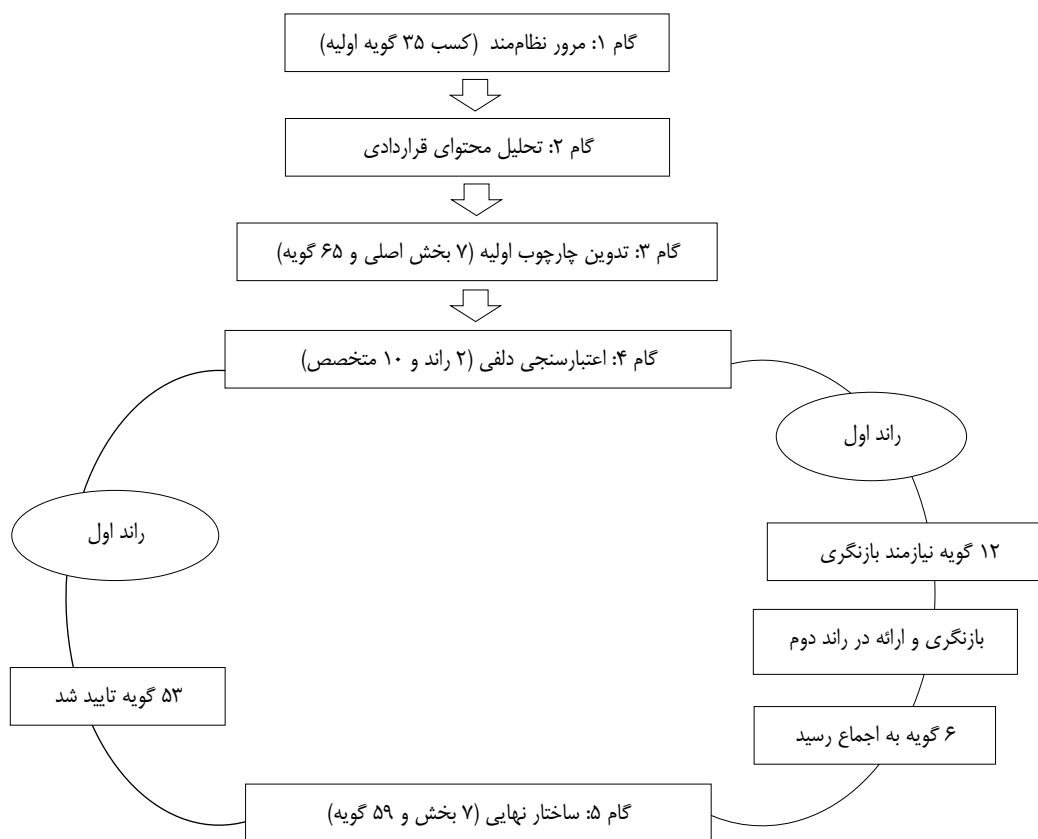 گام ۱: مرور نظام‌مند (کسب ۳۵ گویه اولیه)
گام ۲: تحلیل محتوای قراردادی
گام ۳: تدوین چارچوب اولیه (۷ بخش اصلی و ۶۵ گویه)
گام ۴: اعتبارسنجی دلفی (۲ راند و ۱۰ متخصص)
راند اول
۱۲ گویه نیازمند بازنگری
بازنگری و ارائه در راند دوم
۶ گویه به اجماع رسید
راند اول
۵۳ گویه تایید شد
گام ۵: ساختار نهایی (۷ بخش و ۵۹ گویه)